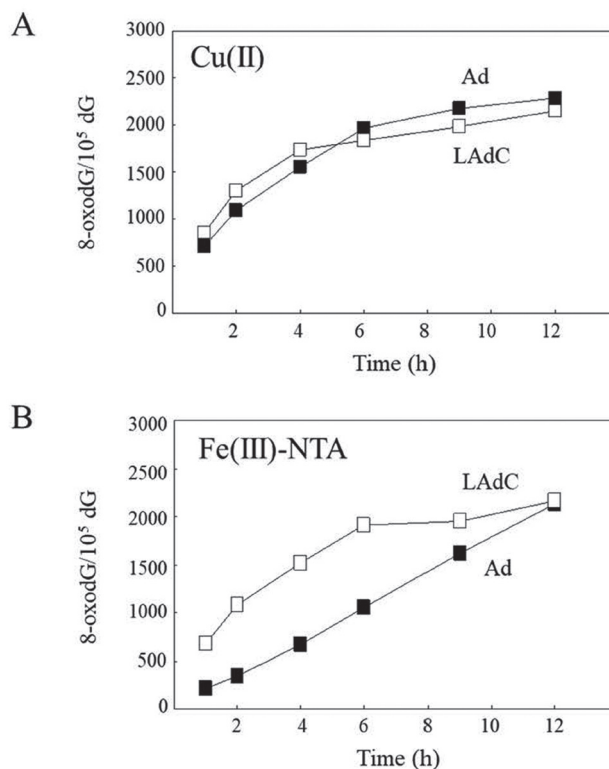 A
Cu(II)
8-oxodG/10⁵ dG
3000
2500
2000
1500
1000
500
0
Ad
LAdC
2 4 6 8 10 12
Time (h)
B
Fe(III)-NTA
8-oxodG/10⁵ dG
3000
2500
2000
1500
1000
500
0
LAdC
Ad
2 4 6 8 10 12
Time (h)